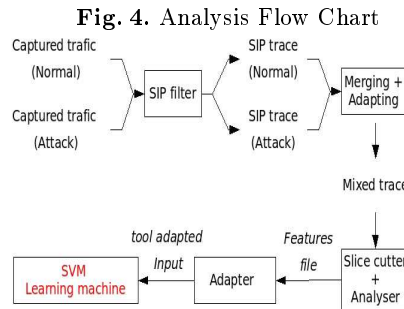 Fig. 4. Analysis Flow Chart
Captured trafic
(Normal)
SIP filter
SIP trace
(Normal)
Merging +
Adapting
Captured trafic
(Attack)
SIP trace
(Attack)
Mixed trace
Slice cutter
+
Analyser
Features
file
Adapter
tool adapted
Input
SVM
Learning machine